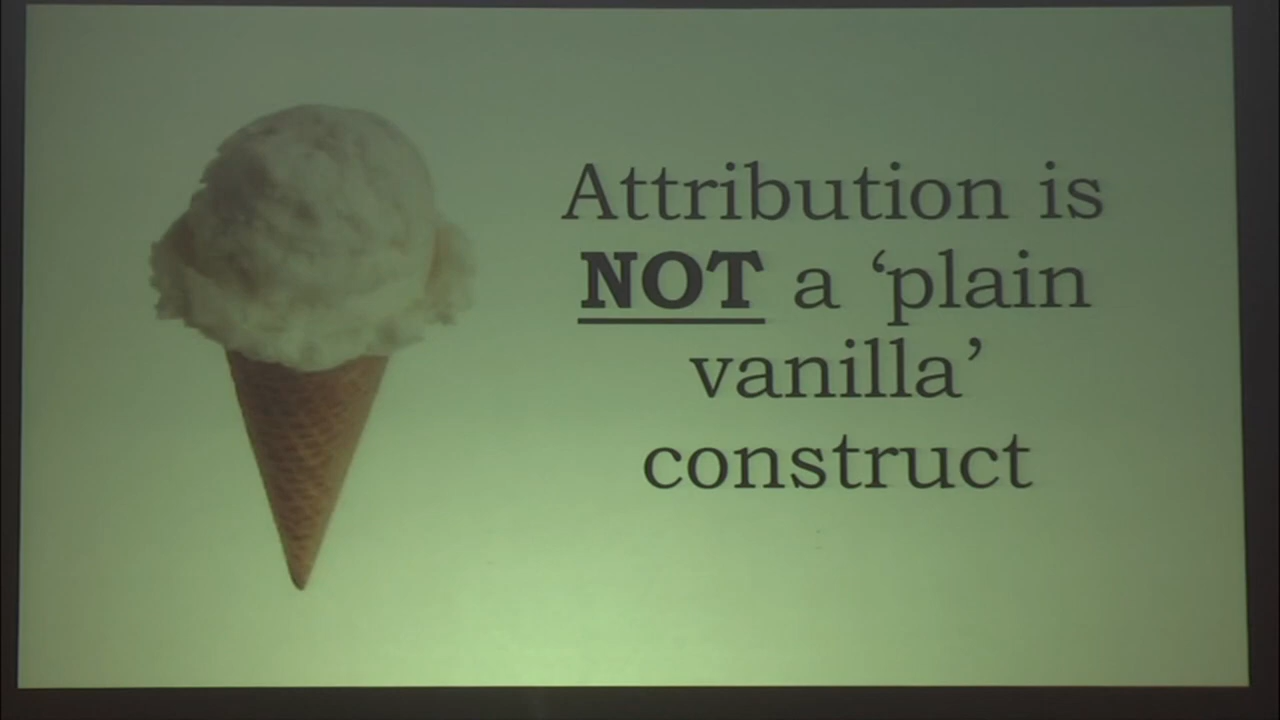 Attribution is
NOT a ‘plain
vanilla’
construct